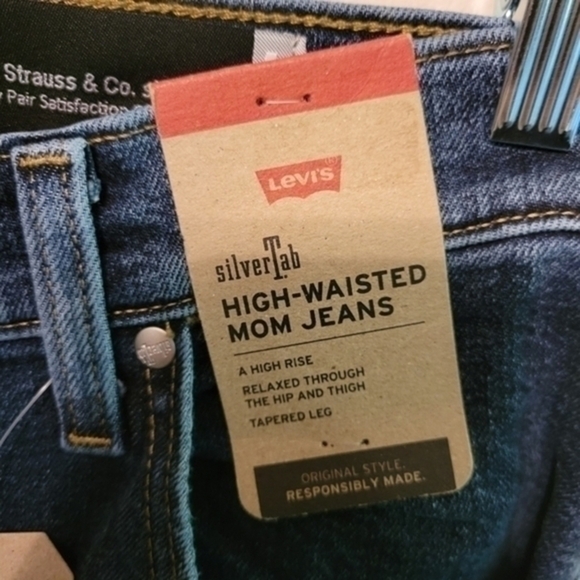 Strauss & Co.
Pair Satisfaction
Levi's
silverTab
HIGH-WAISTED
MOM JEANS
A HIGH RISE
RELAXED THROUGH
THE HIP AND THIGH
TAPERED LEG
ORIGINAL STYLE.
RESPONSIBLY MADE.